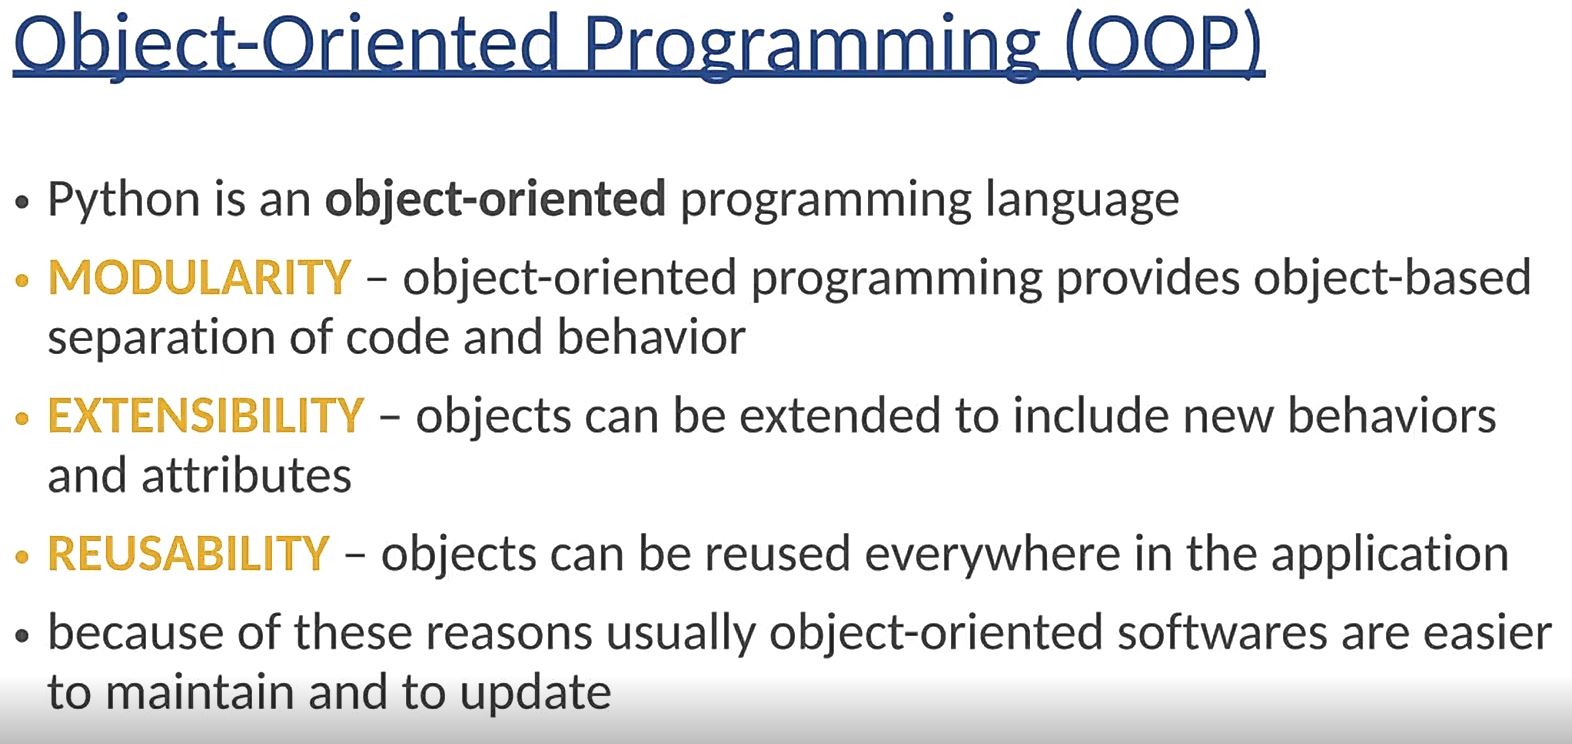 Object-Oriented Programming (OOP)
• Python is an object-oriented programming language
• MODULARITY – object-oriented programming provides object-based
separation of code and behavior
• EXTENSIBILITY – objects can be extended to include new behaviors
and attributes
• REUSABILITY – objects can be reused everywhere in the application
• because of these reasons usually object-oriented softwares are easier
to maintain and to update